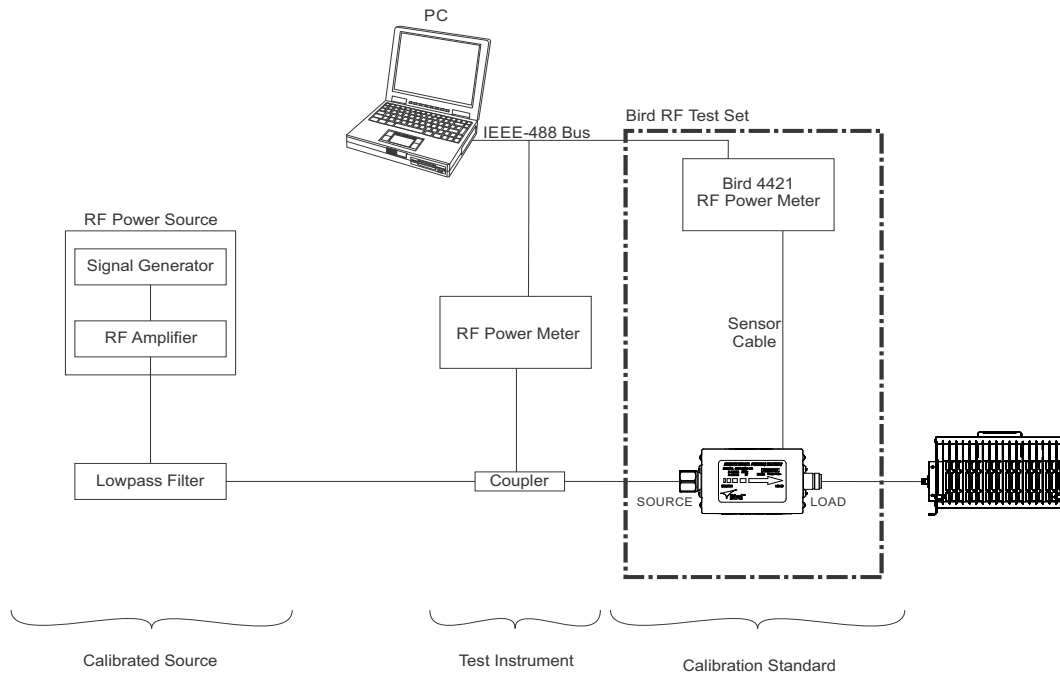 PC
IEEE-488 Bus
Bird RF Test Set
Bird 4421
RF Power Meter
RF Power Source
Signal Generator
RF Amplifier
RF Power Meter
Sensor
Cable
Lowpass Filter
Coupler
SOURCE
LOAD
Calibrated Source
Test Instrument
Calibration Standard